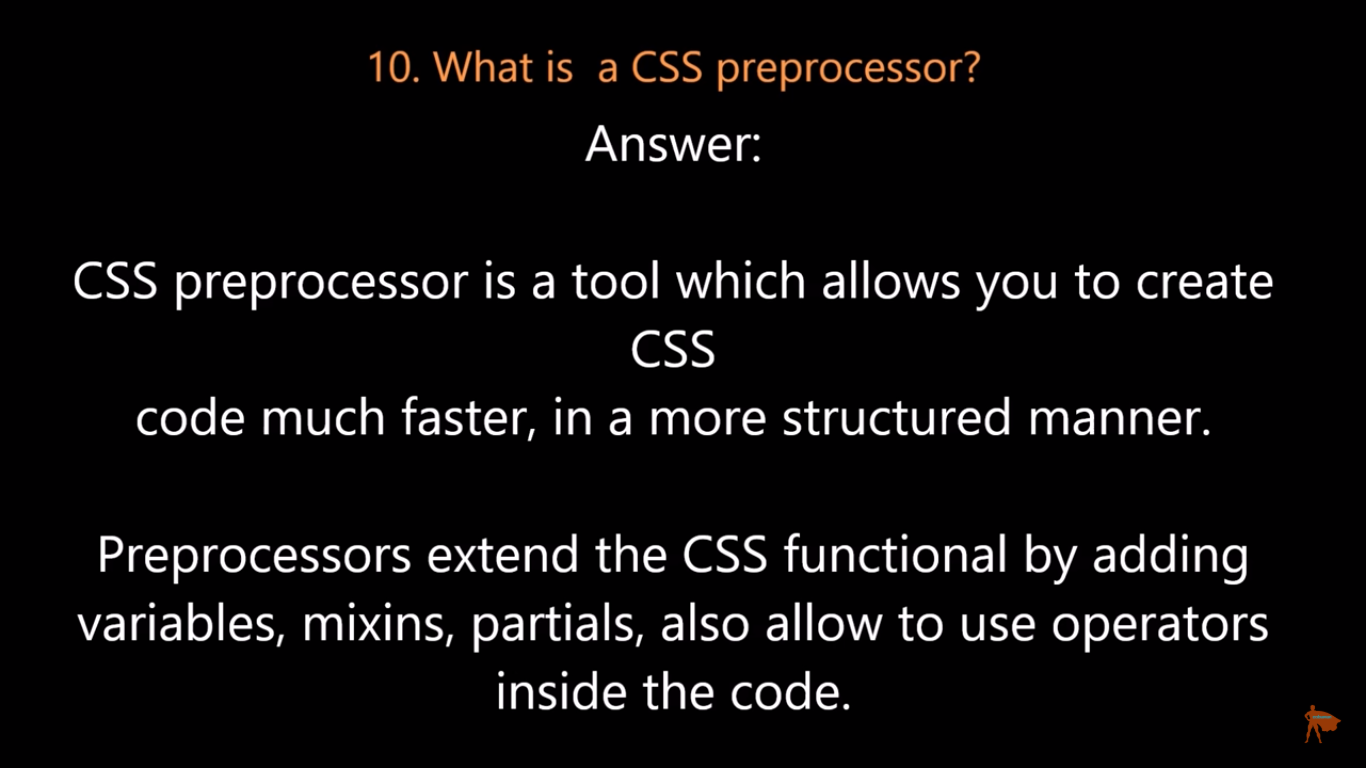 10. What is  a CSS preprocessor?
Answer:
CSS preprocessor is a tool which allows you to create
CSS
code much faster, in a more structured manner.
Preprocessors extend the CSS functional by adding
variables, mixins, partials, also allow to use operators
inside the code.